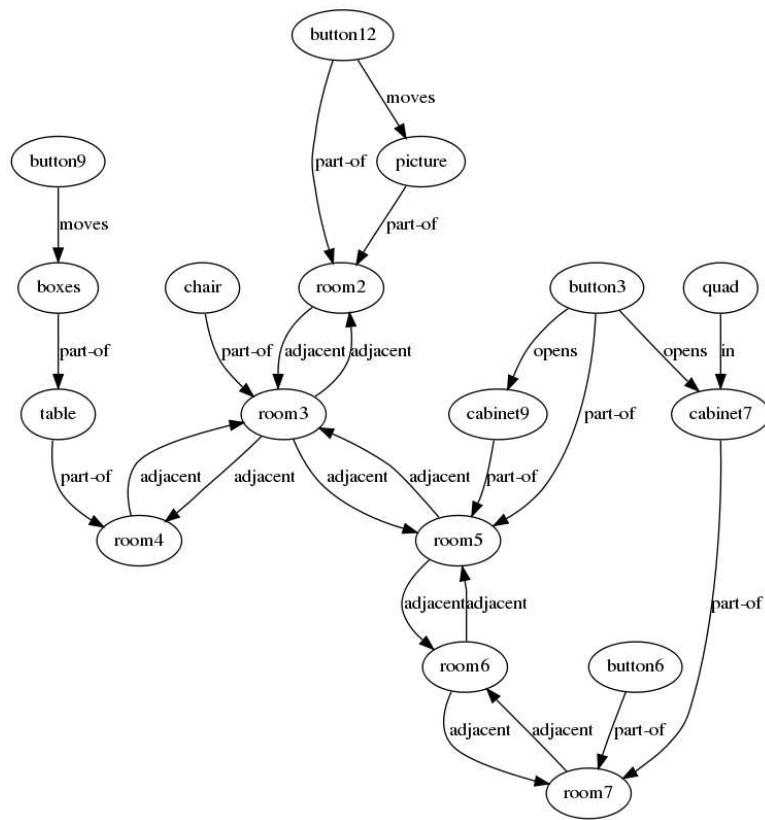 button12
moves
button9
part-of
picture
moves
part-of
boxes
chair
room2
button3
quad
part-of
part-of
adjacent
adjacent
opens
opens
in
table
room3
cabinet9
cabinet7
part-of
part-of
adjacent
adjacent
adjacent
adjacent
part-of
room4
room5
adjacent
adjacent
part-of
room6
button6
adjacent
adjacent
part-of
room7